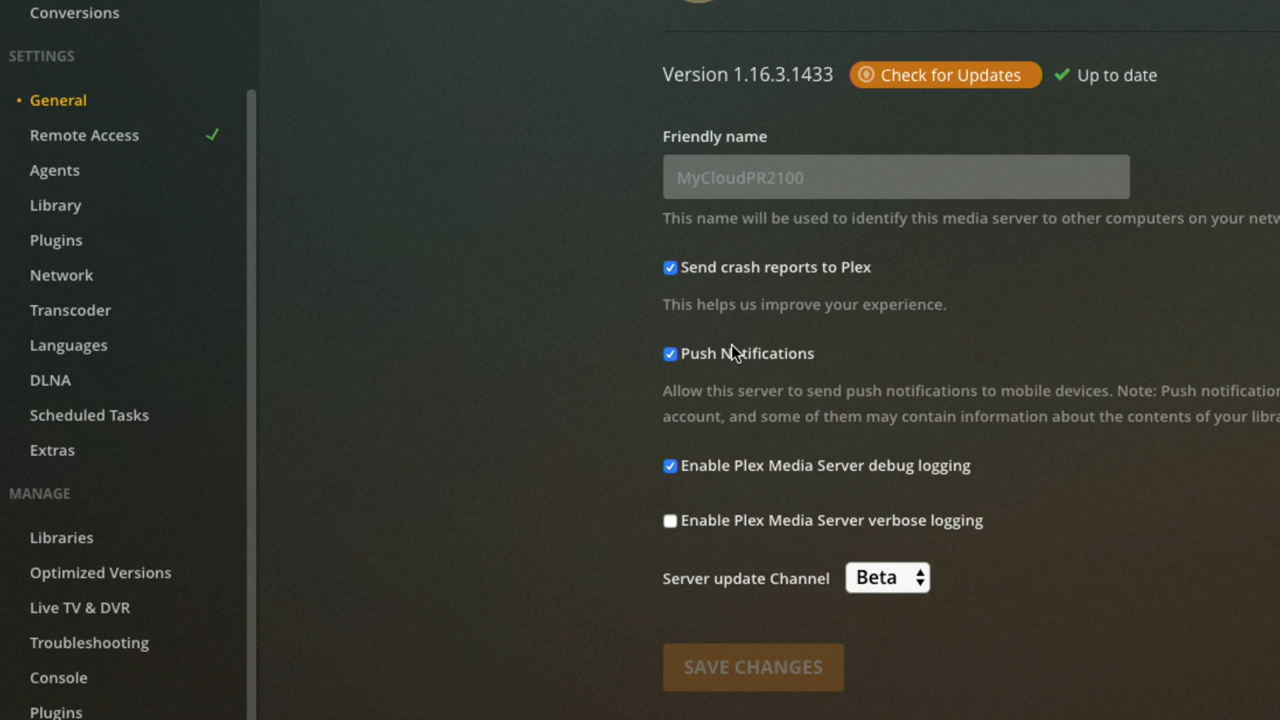 Conversions
SETTINGS
General
Remote Access
Agents
Library
Plugins
Network
Transcoder
Languages
DLNA
Scheduled Tasks
Extras
MANAGE
Libraries
Optimized Versions
Live TV & DVR
Troubleshooting
Console
Plugins
Version 1.16.3.1433 Check for Updates Up to date
Friendly name
MyCloudPR2100
This name will be used to identify this media server to other computers on your
Send crash reports to Plex
This helps us improve your experience.
Push Notifications
Allow this server to send push notifications to mobile devices. Note: Push
account, and some of them may contain information about the contents of your
Enable Plex Media Server debug logging
Enable Plex Media Server verbose logging
Server update Channel Beta
SAVE CHANGES